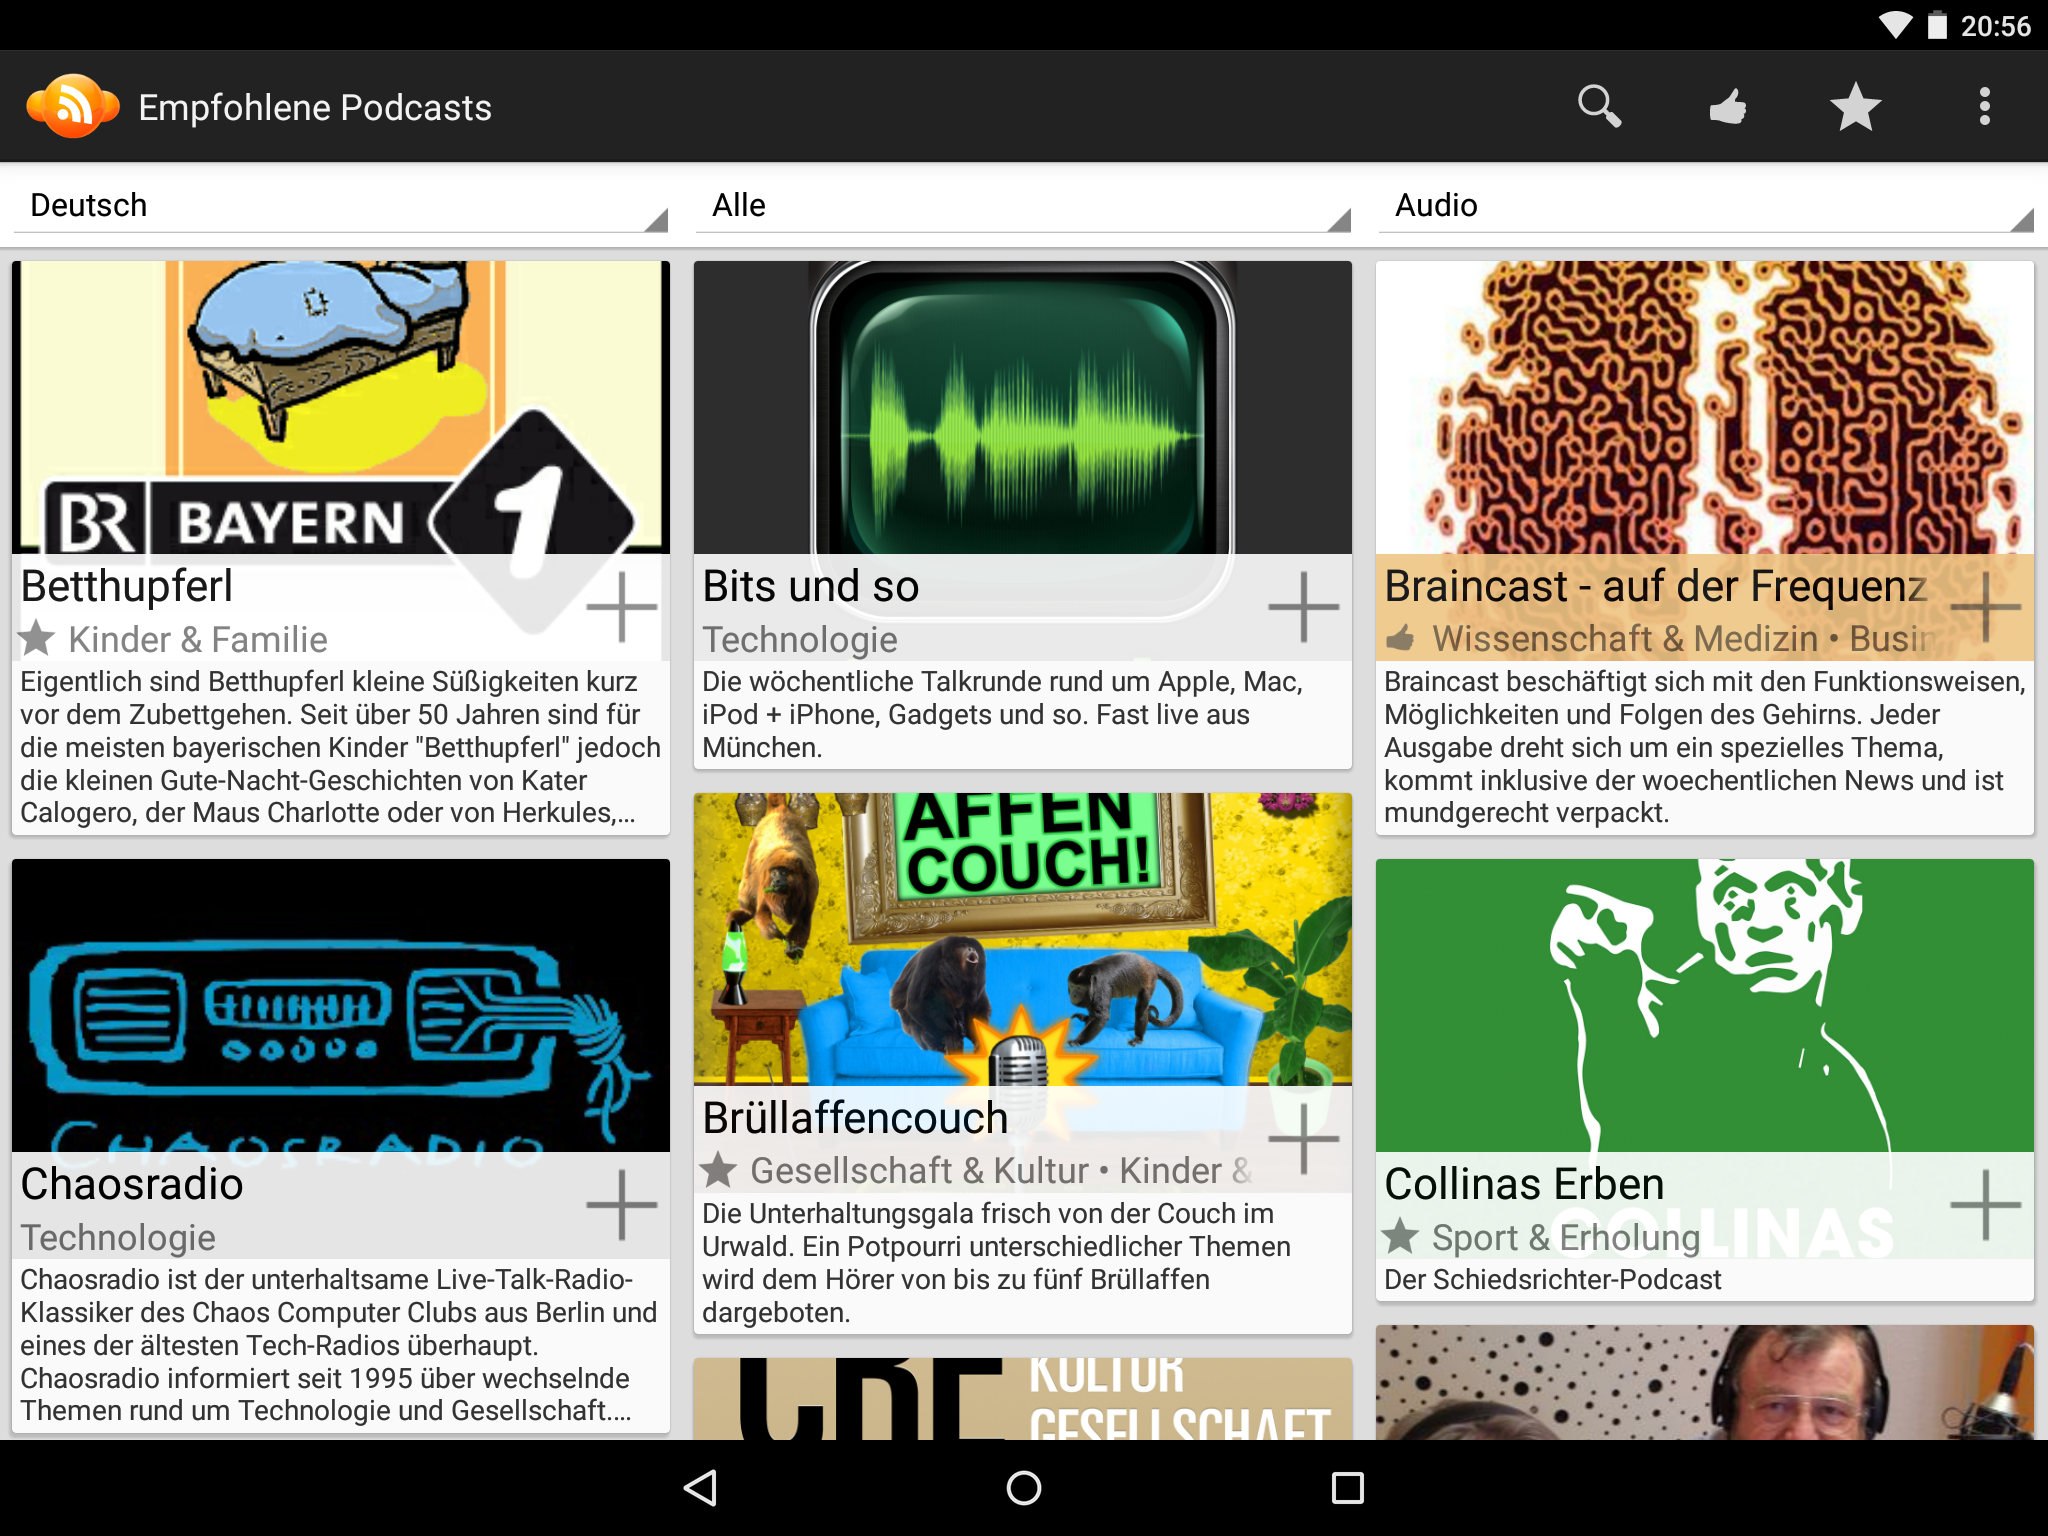 20:56
Empfohlene Podcasts
Deutsch
Alle
Audio
BR BAYERN 1
Betthupferl
Kinder & Familie
Eigentlich sind Betthupferl kleine Süßigkeiten kurz
vor dem Zubettgehen. Seit über 50 Jahren sind für
die meisten bayerischen Kinder "Betthupferl" jedoch
die kleinen Gute-Nacht-Geschichten von Kater
Calogero, der Maus Charlotte oder von Herkules,...
Bits und so
Technologie
Die wöchentliche Talkrunde rund um Apple, Mac,
iPod + iPhone, Gadgets und so. Fast live aus
München.
Braincast - auf der Frequenz
Wissenschaft & Medizin • Busin
Braincast beschäftigt sich mit den Funktionsweisen,
Möglichkeiten und Folgen des Gehirns. Jeder
Ausgabe dreht sich um ein spezielles Thema,
kommt inklusive der woechentlichen News und ist
mundgerecht verpackt.
CHAOSRADIO
Chaosradio
Technologie
Chaosradio ist der unterhaltsame Live-Talk-Radio-
Klassiker des Chaos Computer Clubs aus Berlin und
eines der ältesten Tech-Radios überhaupt.
Chaosradio informiert seit 1995 über wechselnde
Themen rund um Technologie und Gesellschaft....
AFFEN
COUCH!
Brüllaffencouch
Gesellschaft & Kultur • Kinder &
Die Unterhaltungsgala frisch von der Couch im
Urwald. Ein Potpourri unterschiedlicher Themen
wird dem Hörer von bis zu fünf Brüllaffen
dargeboten.
COLLINAS
Collinas Erben
Sport & Erholung
Der Schiedsrichter-Podcast
CRE
KULTUR
GESELLSCHAFT